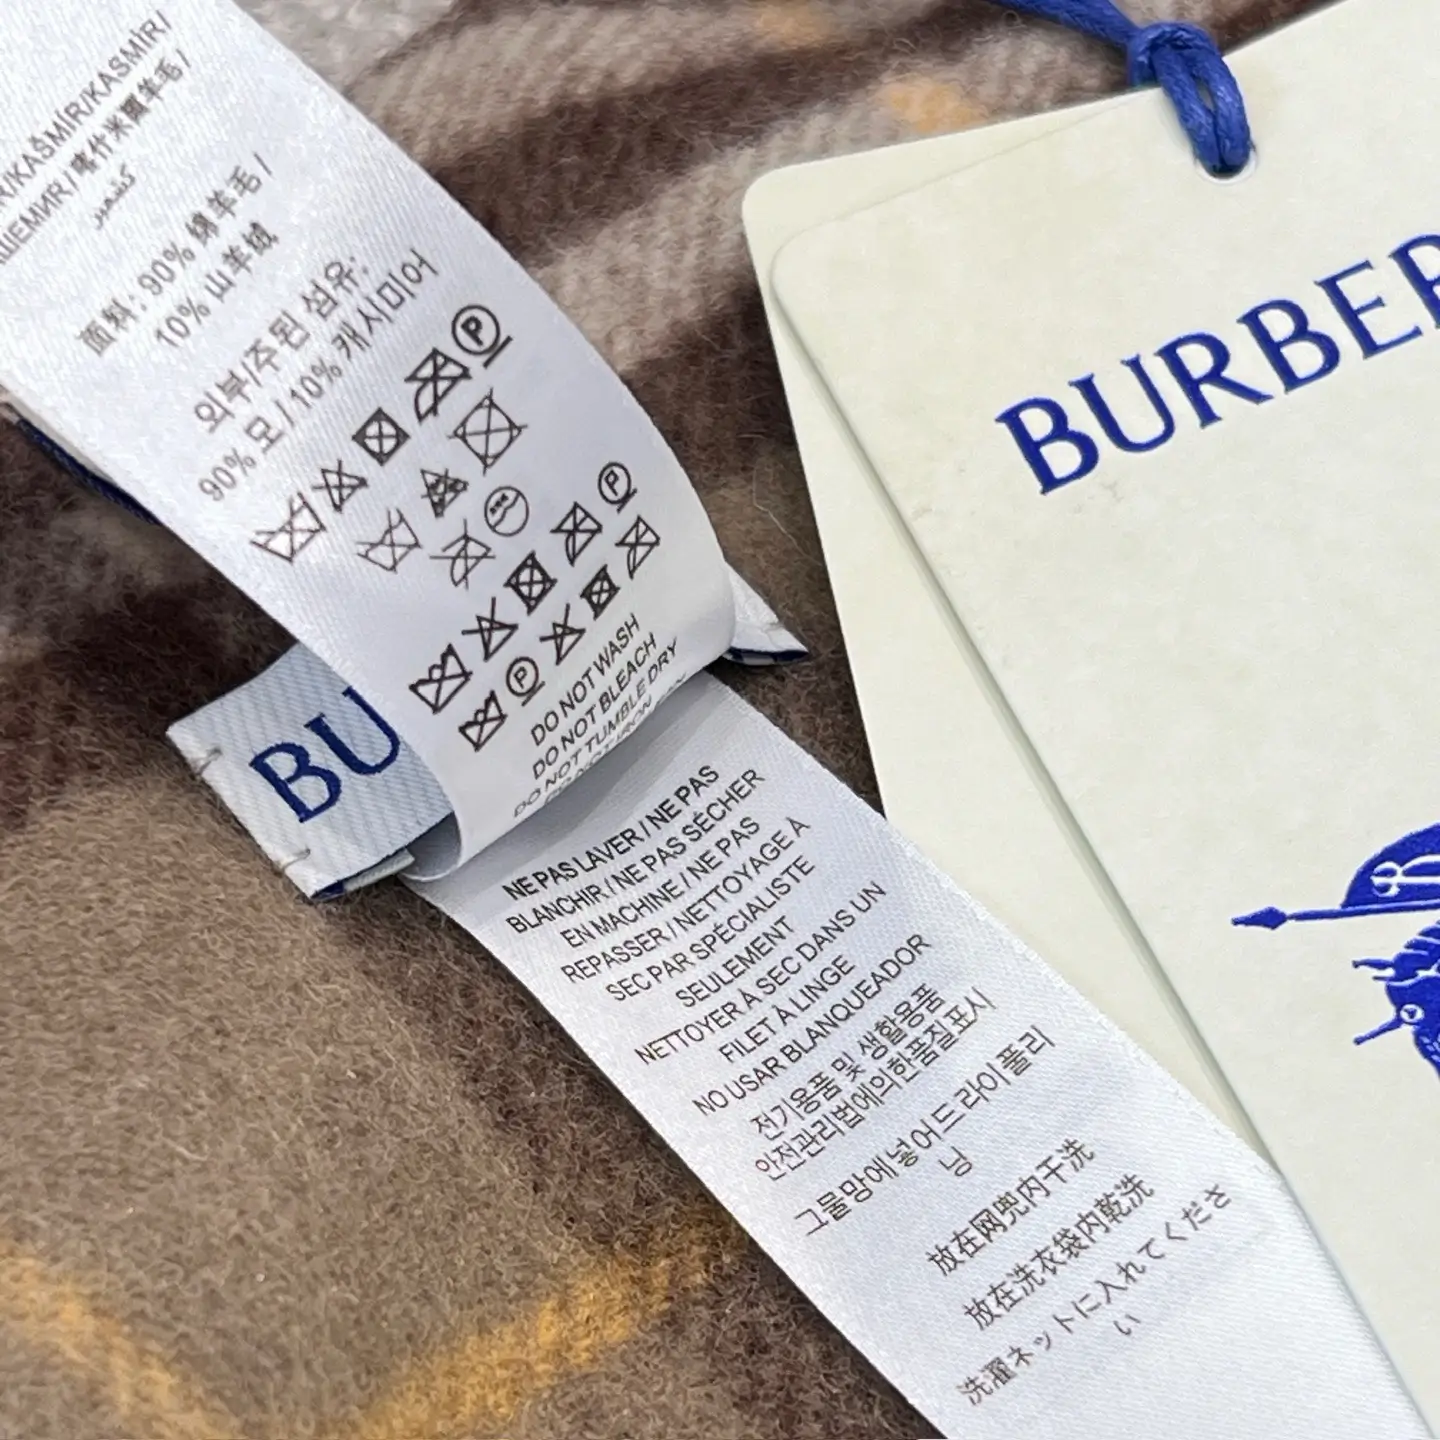 KAŠMÍR/KAŠMIR/
КАШЕМИР/ 喀什米爾羊毛/
كشمير
面料: 90% 绵羊毛 /
10% 山羊绒
외부/주된 섬유:
90% 모 / 10% 캐시미어
P
P
P
DO NOT WASH
DO NOT BLEACH
DO NOT TUMBLE DRY
BU
NE PAS LAVER / NE PAS
BLANCHIR / NE PAS SÉCHER
EN MACHINE / NE PAS
REPASSER / NETTOYAGE À
SEC PAR SPÉCIALISTE
SEULEMENT
NETTOYER À SEC DANS UN
FILET À LINGE
NO USAR BLANQUEADOR
전기용품 및 생활용품
안전관리법에의한품질표시
그물망에 넣어 드라이 폴리
닝
放在网兜内干洗
放在洗衣袋内乾洗
洗濯ネットに入れてくださ
い
BURBER